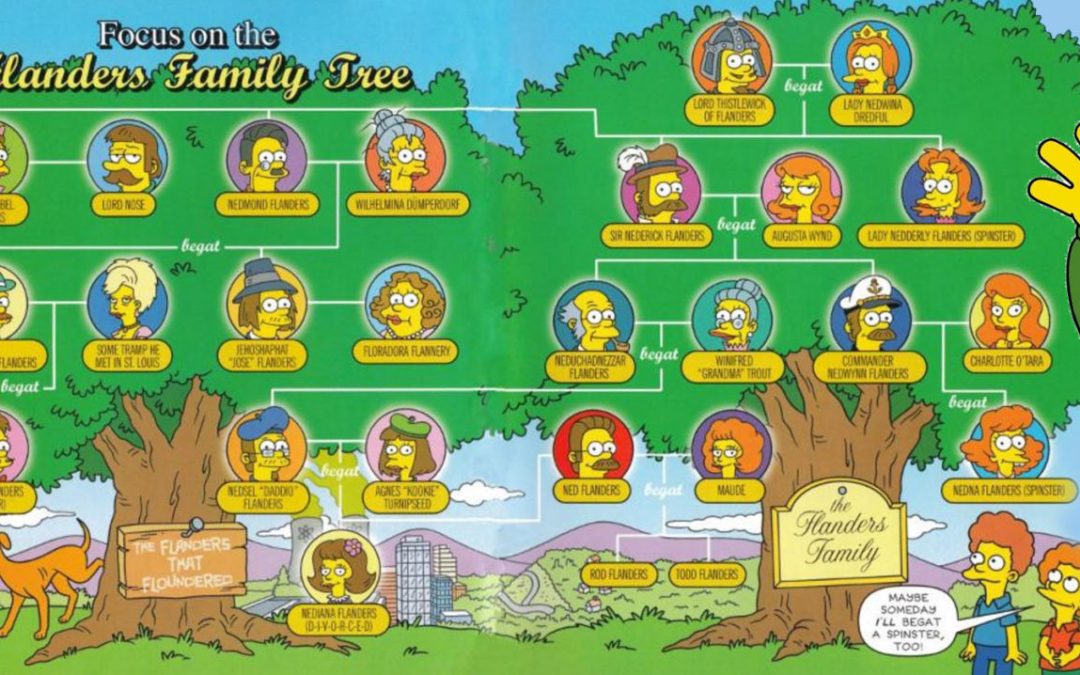 Focus on the
Flanders Family Tree
LORD THISTLEWICK
OF FLANDERS
begat
LADY NEDWINA
DREDFUL
LORD NOSE
NEDMOND FLANDERS
WILHELMINA DÜMPERDORF
SIR NEDERICK FLANDERS
begat
AUGUSTA WYND
LADY NEDDERLY FLANDERS (SPINSTER)
begat
FLANDERS
SOME TRAMP HE
MET IN ST. LOUIS
JEHOSHAPHAT
"JOSE" FLANDERS
FLORADORA FLANNERY
NEDUCHADNEZZAR
FLANDERS
begat
WINIFRED
"GRANDMA" TROUT
COMMANDER
NEDWYNN FLANDERS
CHARLOTTE O'TARA
begat
begat
NEDSEL "DADDIO"
FLANDERS
begat
AGNES "KOOKIE"
TURNIPSEED
NED FLANDERS
begat
MAUDE
NEDNA FLANDERS (SPINSTER)
THE FLANDERS
THAT
FLOUNDERED
NEDIANA FLANDERS
(D-I-V-O-R-C-E-D)
ROD FLANDERS
TODD FLANDERS
the
Flanders
Family
MAYBE
SOMEDAY
I'LL BEGAT
A SPINSTER,
TOO!